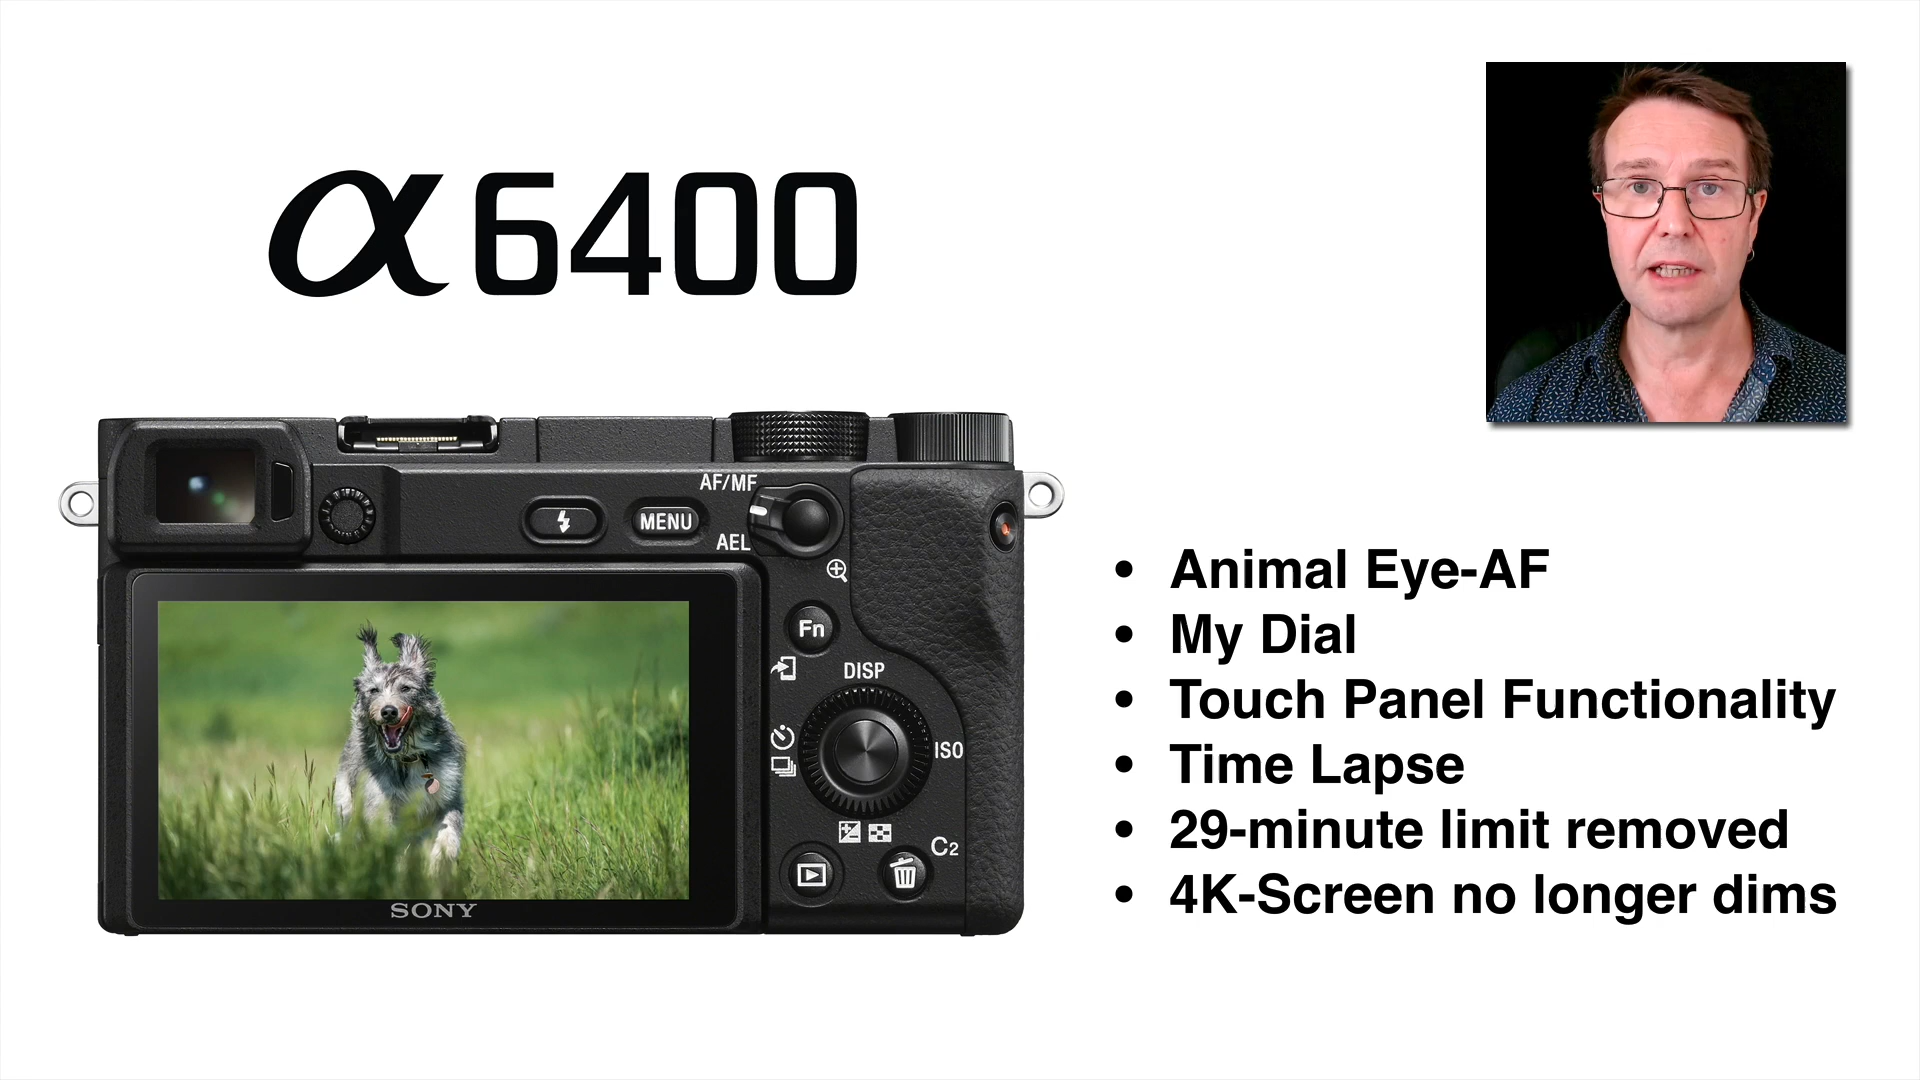 α6400
AF/MF
MENU
AEL
Fn
DISP
ISO
C2
SONY
• Animal Eye-AF
• My Dial
• Touch Panel Functionality
• Time Lapse
• 29-minute limit removed
• 4K-Screen no longer dims